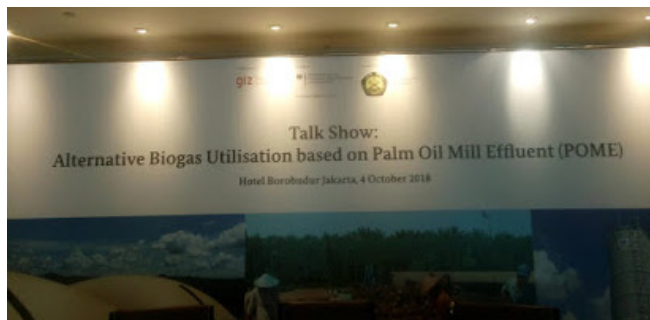 giz
Talk Show:
Alternative Biogas Utilisation based on Palm Oil Mill Effluent (POME)
Hotel Borobudur Jakarta, 4 October 2018